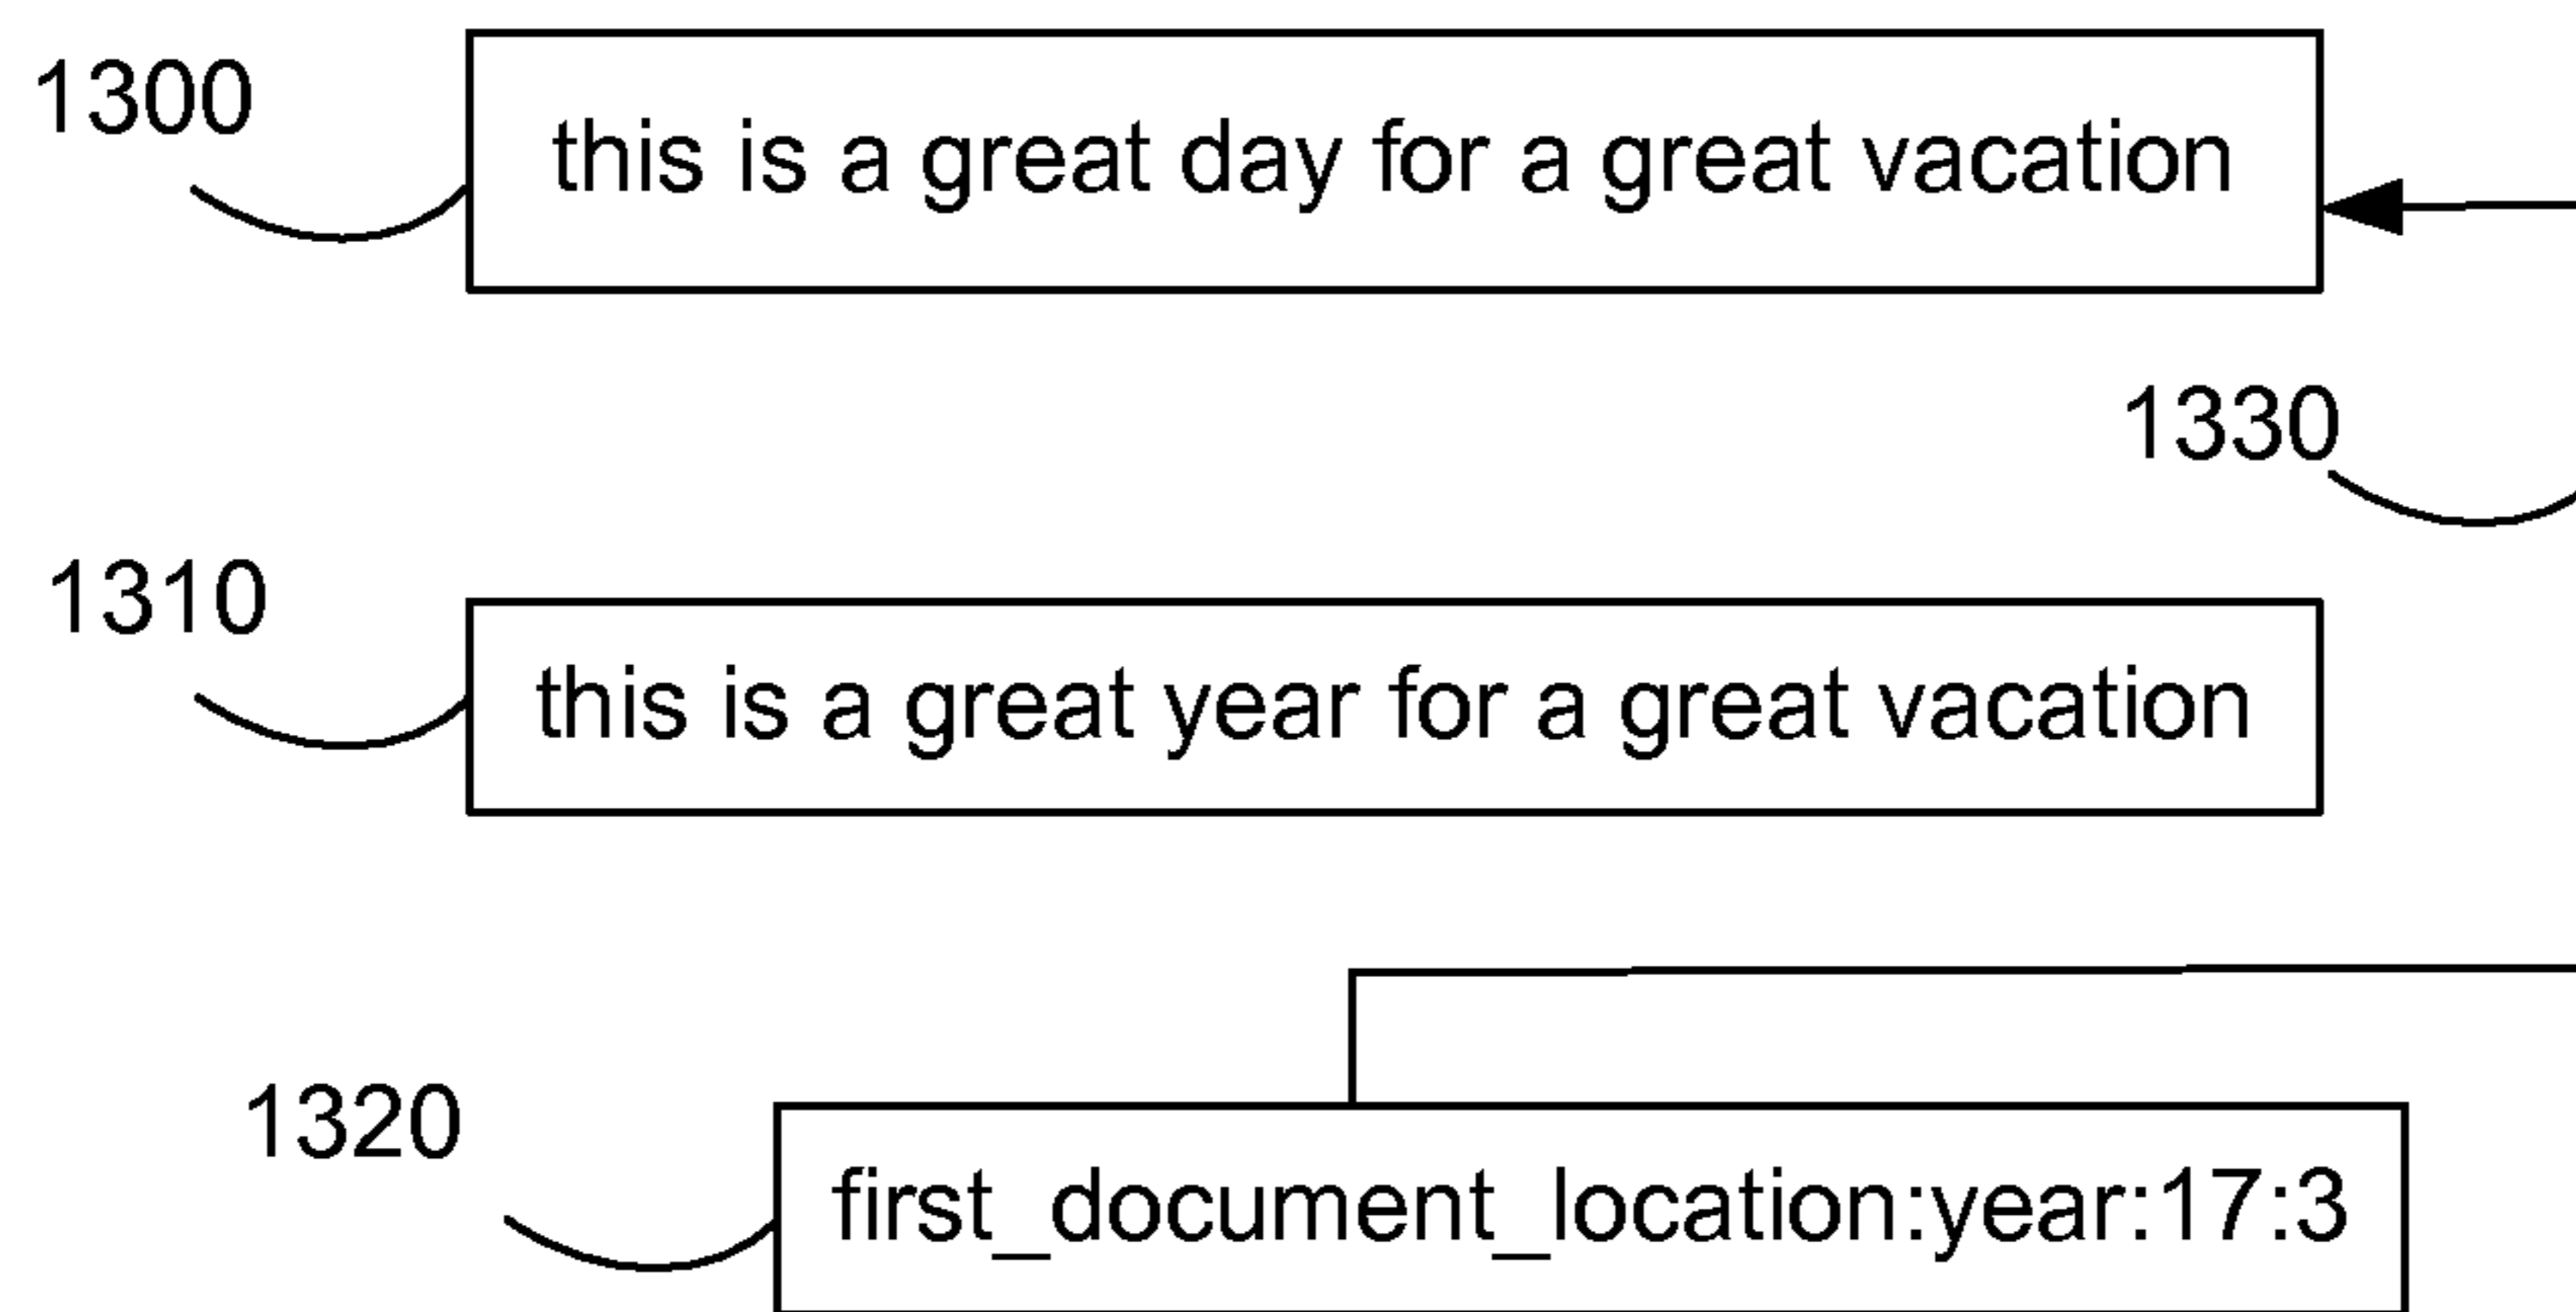 1300
this is a great day for a great vacation
1330
1310
this is a great year for a great vacation
1320
first_document_location:year:17:3